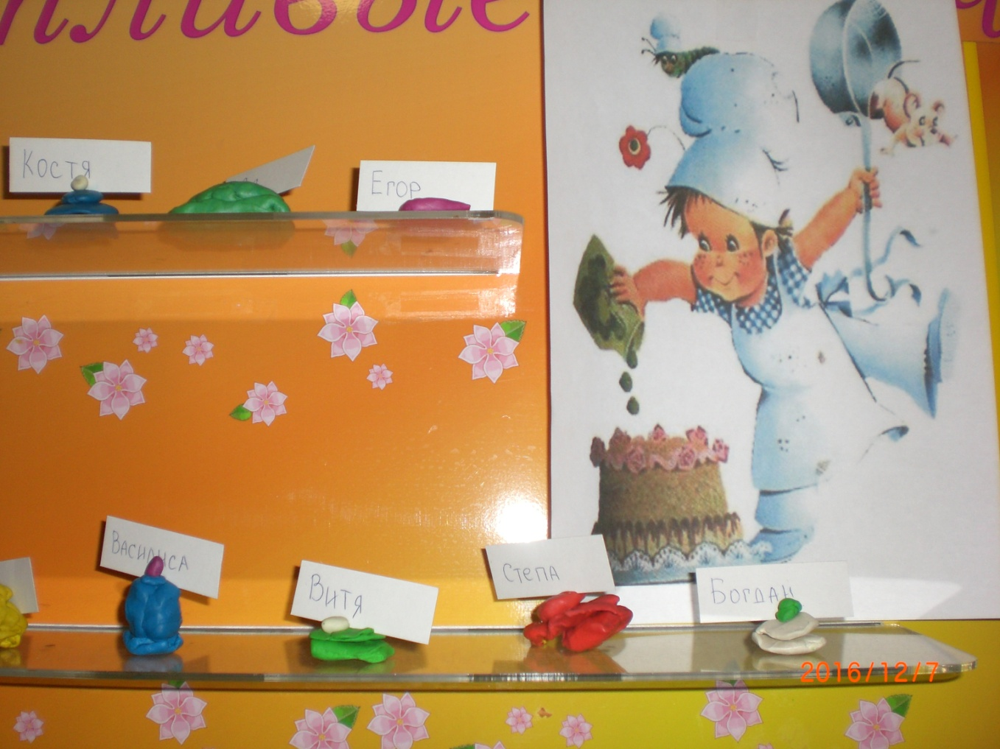 Костя
Егор
Василиса
Витя
Степа
Богдан
2016/12/7